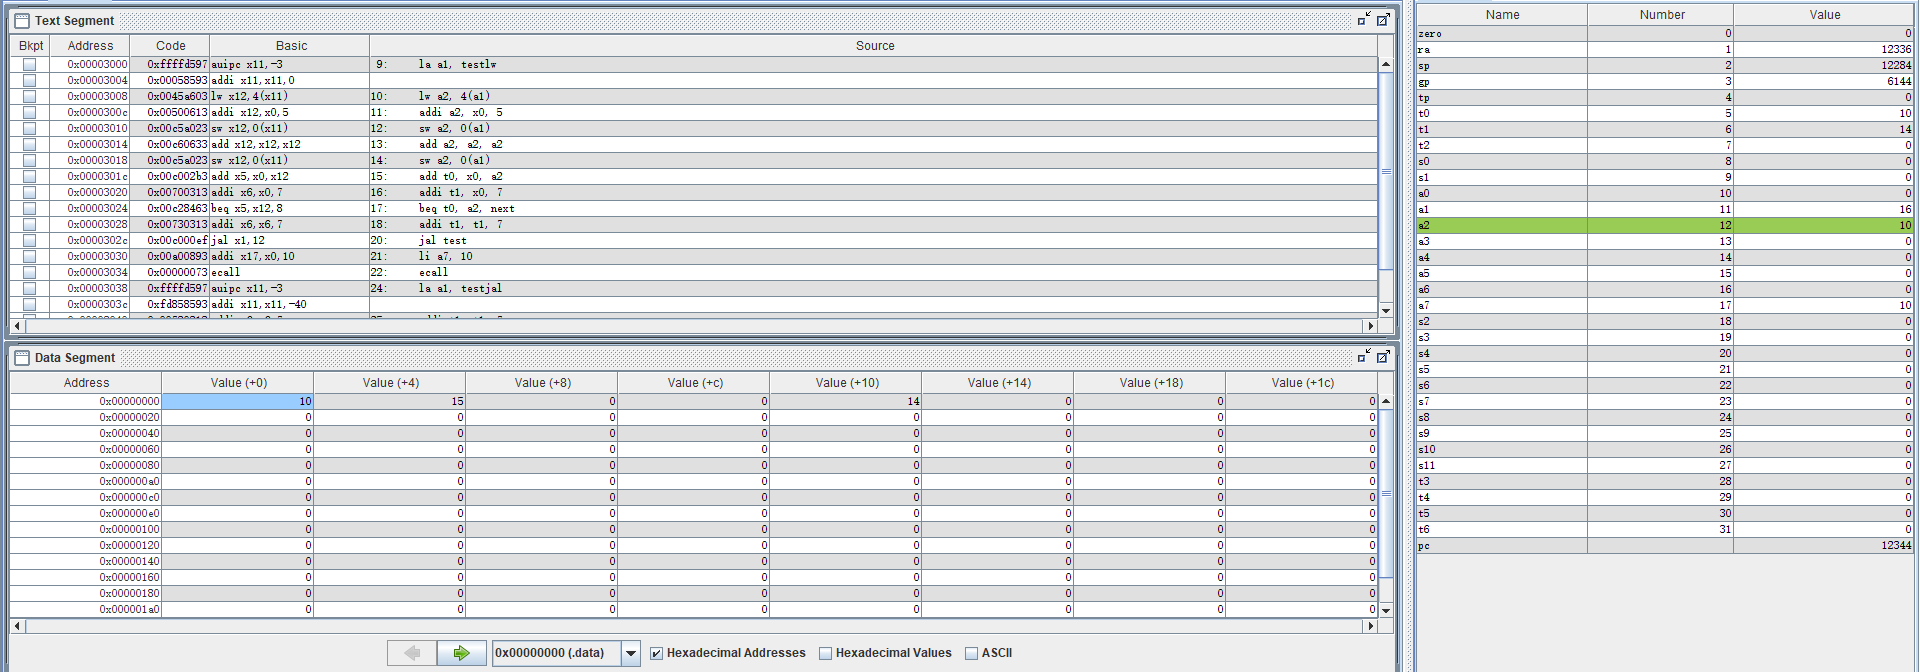 Text Segment
Bkpt Address Code Basic Source
0x00003000 0xffffd597 auipc x11,-3 9: la a1, testlw
0x00003004 0x00058593 addi x11,x11,0
0x00003008 0x0045a603 lw x12,4(x11) 10: lw a2, 4(a1)
0x0000300c 0x00500613 addi x12,x0,5 11: addi a2, x0, 5
0x00003010 0x00c5a023 sw x12,0(x11) 12: sw a2, 0(a1)
0x00003014 0x00c60633 add x12,x12,x12 13: add a2, a2, a2
0x00003018 0x00c5a023 sw x12,0(x11) 14: sw a2, 0(a1)
0x0000301c 0x00c002b3 add x5,x0,x12 15: add t0, x0, a2
0x00003020 0x00700313 addi x6,x0,7 16: addi t1, x0, 7
0x00003024 0x00c28463 beq x5,x12,8 17: beq t0, a2, next
0x00003028 0x00730313 addi x6,x6,7 18: addi t1, t1, 7
0x0000302c 0x00c000ef jal x1,12 20: jal test
0x00003030 0x00a00893 addi x17,x0,10 21: li a7, 10
0x00003034 0x00000073 ecall 22: ecall
0x00003038 0xffffd597 auipc x11,-3 24: la a1, testjal
0x0000303c 0xfd858593 addi x11,x11,-40
Data Segment
Address Value (+0) Value (+4) Value (+8) Value (+c) Value (+10) Value (+14) Value (+18) Value (+1c)
0x00000000 10 15 0 0 14 0 0 0
0x00000020 0 0 0 0 0 0 0 0
0x00000040 0 0 0 0 0 0 0 0
0x00000060 0 0 0 0 0 0 0 0
0x00000080 0 0 0 0 0 0 0 0
0x000000a0 0 0 0 0 0 0 0 0
0x000000c0 0 0 0 0 0 0 0 0
0x000000e0 0 0 0 0 0 0 0 0
0x00000100 0 0 0 0 0 0 0 0
0x00000120 0 0 0 0 0 0 0 0
0x00000140 0 0 0 0 0 0 0 0
0x00000160 0 0 0 0 0 0 0 0
0x00000180 0 0 0 0 0 0 0 0
0x000001a0 0 0 0 0 0 0 0 0
0x00000000 (.data) Hexadecimal Addresses Hexadecimal Values ASCII
Name Number Value
zero 0 0
ra 1 12336
sp 2 12284
gp 3 6144
tp 4 0
t0 5 10
t1 6 14
t2 7 0
s0 8 0
s1 9 0
a0 10 0
a1 11 16
a2 12 10
a3 13 0
a4 14 0
a5 15 0
a6 16 0
a7 17 10
s2 18 0
s3 19 0
s4 20 0
s5 21 0
s6 22 0
s7 23 0
s8 24 0
s9 25 0
s10 26 0
s11 27 0
t3 28 0
t4 29 0
t5 30 0
t6 31 0
pc 12344